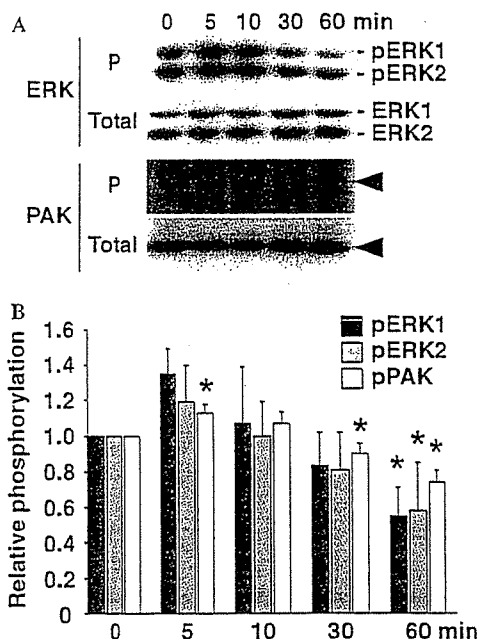 A
0 5 10 30 60 min
ERK
P
pERK1
pERK2
Total
ERK1
ERK2
PAK
P
Total
B
Relative phosphorylation
1.6
1.4
1.2
1.0
0.8
0.6
0.4
0.2
0
pERK1
pERK2
pPAK
*
*
*
*
*
0 5 10 30 60 min